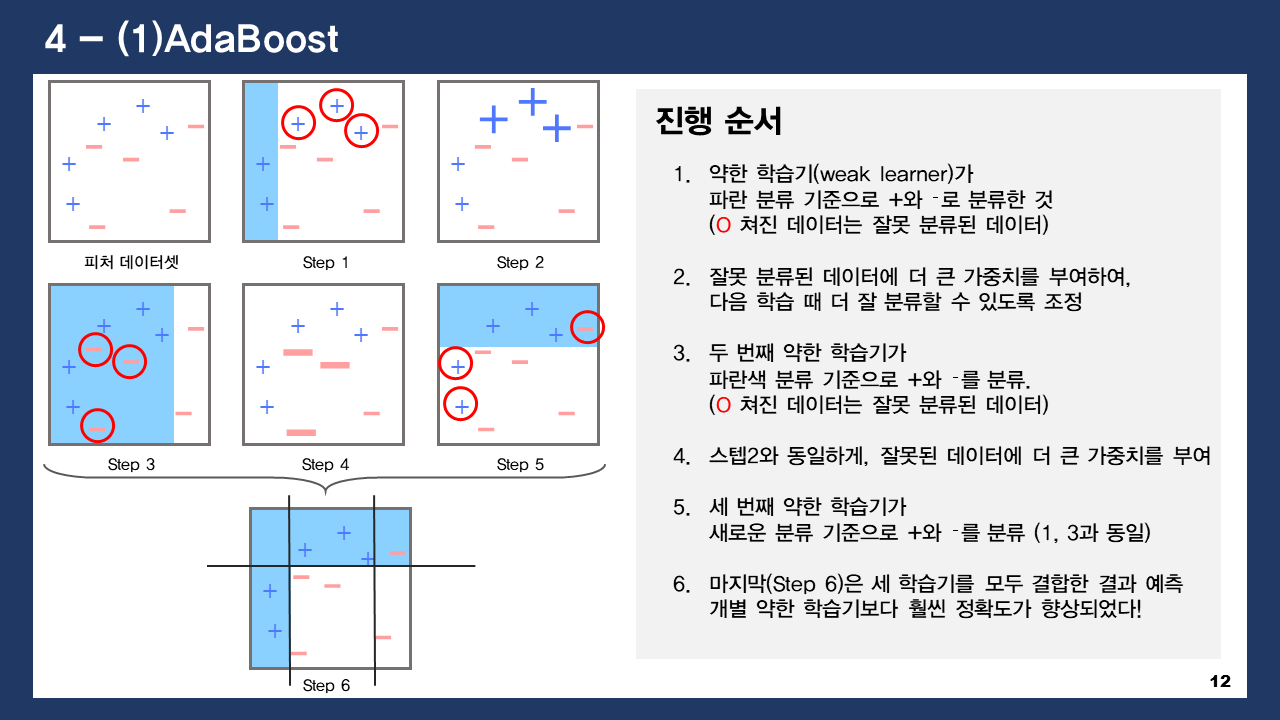 4 – (1)AdaBoost
피처 데이터셋
Step 1
Step 2
Step 3
Step 4
Step 5
Step 6
진행 순서
1. 약한 학습기(weak learner)가
파란 분류 기준으로 +와 -로 분류한 것
(O 쳐진 데이터는 잘못 분류된 데이터)
2. 잘못 분류된 데이터에 더 큰 가중치를 부여하여,
다음 학습 때 더 잘 분류할 수 있도록 조정
3. 두 번째 약한 학습기가
파란색 분류 기준으로 +와 -를 분류.
(O 쳐진 데이터는 잘못 분류된 데이터)
4. 스텝2와 동일하게, 잘못된 데이터에 더 큰 가중치를 부여
5. 세 번째 약한 학습기가
새로운 분류 기준으로 +와 -를 분류 (1, 3과 동일)
6. 마지막(Step 6)은 세 학습기를 모두 결합한 결과 예측
개별 약한 학습기보다 훨씬 정확도가 향상되었다!
12